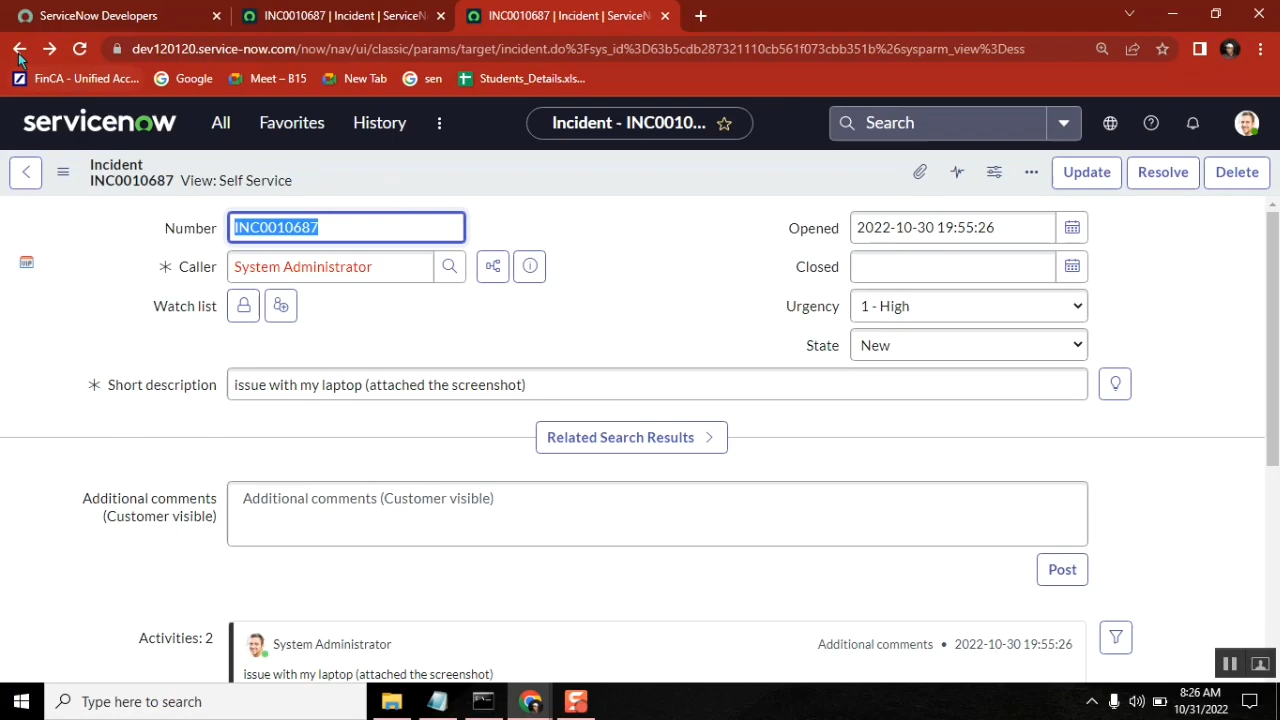 ServiceNow Developers
INC0010687 | Incident | ServiceN
INC0010687 | Incident | ServiceN
dev120120.service-now.com/now/nav/ui/classic/params/target/incident.do%3Fsys_id%3D63b5cdb287321110cb561f073cbb351b%26sysparm_view%3Dess
FinCA - Unified Acc...
Google
Meet – B15
New Tab
sen
Students_Details.xls...
servicenow
All
Favorites
History
Incident - INC0010...
Search
Incident
INC0010687 View: Self Service
Update
Resolve
Delete
Number
INC0010687
Opened
2022-10-30 19:55:26
VIP
Caller
System Administrator
Closed
Watch list
Urgency
1 - High
State
New
Short description
issue with my laptop (attached the screenshot)
Related Search Results
Additional comments
(Customer visible)
Additional comments (Customer visible)
Post
Activities: 2
System Administrator
Additional comments • 2022-10-30 19:55:26
issue with my laptop (attached the screenshot)
Type here to search
8:26 AM
10/31/2022